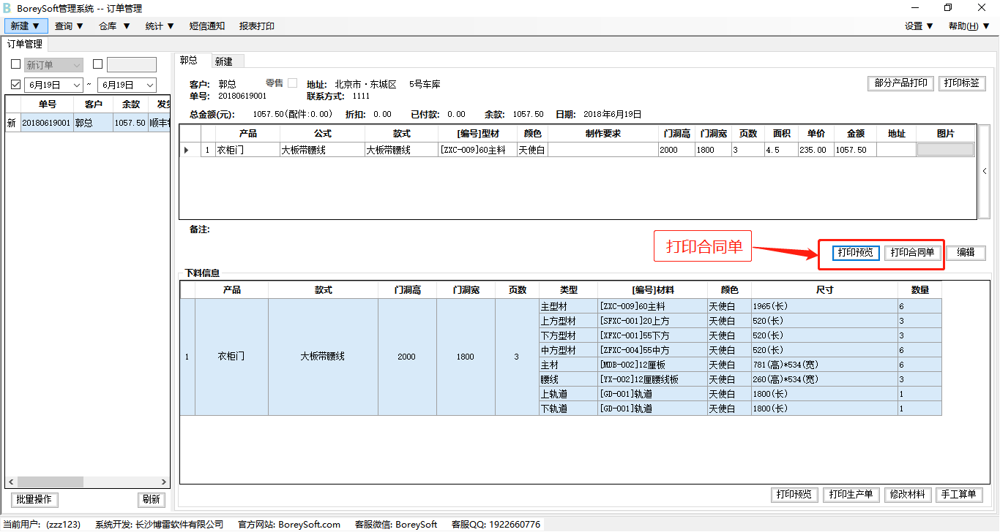 B BoreySoft管理系统 -- 订单管理
新建 ▼ 查询 ▼ 仓库 ▼ 统计 ▼ 短信通知 报表打印 设置 ▼ 帮助(H) ▼
订单管理
新订单
6月19日 ~ 6月19日
单号 客户 余款 发货
新 20180619001 郭总 1057.50 顺丰
批量操作 刷新
郭总 新建
客户: 郭总 零售 地址: 北京市·东城区 5号车库
单号: 20180619001 联系方式: 1111
部分产品打印 打印标签
总金额(元): 1057.50(配件:0.00) 折扣: 0.00 已付款: 0.00 余款: 1057.50 日期: 2018年6月19日
产品 公式 款式 [编号]型材 颜色 制作要求 门洞高 门洞宽 页数 面积 单价 金额 地址 图片
1 衣柜门 大板带腰线 大板带腰线 [ZXC-009]60主料 天使白 2000 1800 3 4.5 235.00 1057.50
备注:
打印合同单
打印预览 打印合同单 编辑
下料信息
产品 款式 门洞高 门洞宽 页数 类型 [编号]材料 颜色 尺寸 数量
1 衣柜门 大板带腰线 2000 1800 3
主型材 [ZXC-009]60主料 天使白 1965(长) 6
上方型材 [SFXC-001]20上方 天使白 520(长) 3
下方型材 [XFXC-001]55下方 天使白 520(长) 3
中方型材 [ZFXC-004]55中方 天使白 520(长) 6
主材 [MDB-002]12厘板 天使白 781(高)*534(宽) 6
腰线 [YX-002]12厘腰线板 天使白 260(高)*534(宽) 3
上轨道 [GD-001]轨道 天使白 1800(长) 1
下轨道 [GD-001]轨道 天使白 1800(长) 1
打印预览 打印生产单 修改材料 手工算单
当前用户: (zzz123) 系统开发: 长沙博雷软件有限公司 官方网站: BoreySoft.com 客服微信: BoreySoft 客服QQ: 1922660776